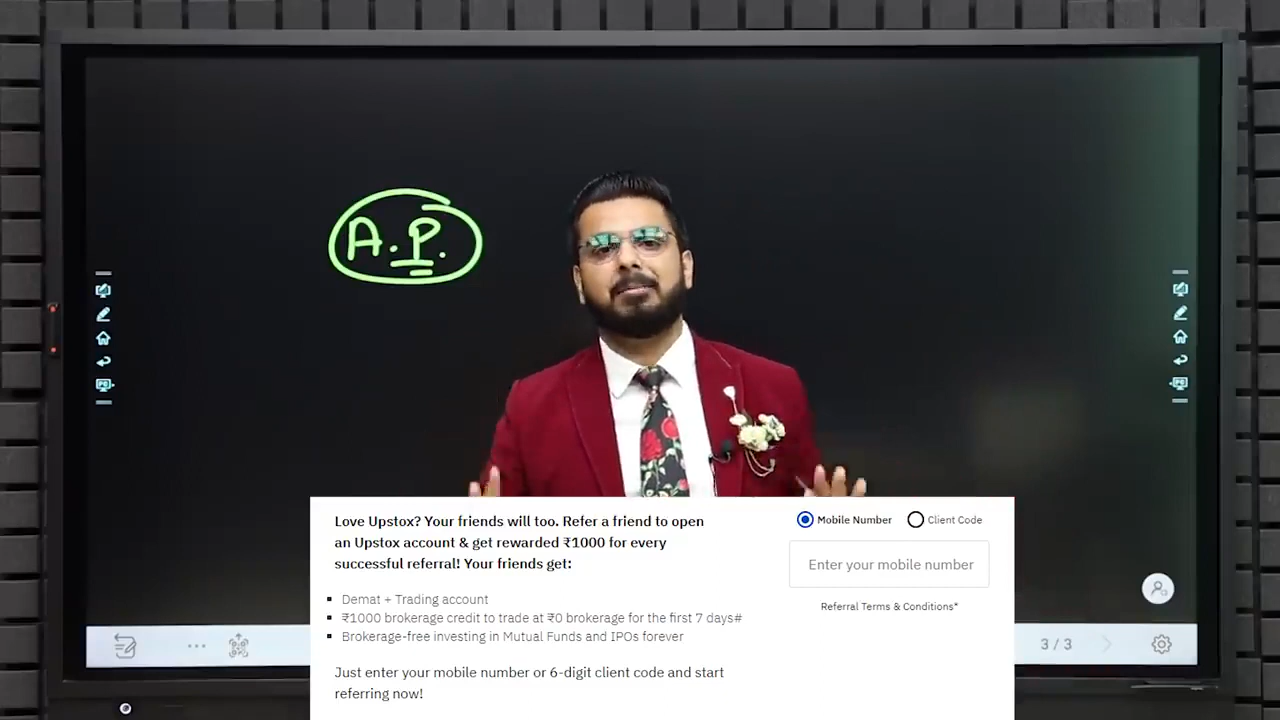 A.P.
Love Upstox? Your friends will too. Refer a friend to open
an Upstox account & get rewarded ₹1000 for every
successful referral! Your friends get:
Demat + Trading account
₹1000 brokerage credit to trade at ₹0 brokerage for the first 7 days#
Brokerage-free investing in Mutual Funds and IPOs forever
Just enter your mobile number or 6-digit client code and start
referring now!
Mobile Number
Client Code
Enter your mobile number
Referral Terms & Conditions*
3 / 3